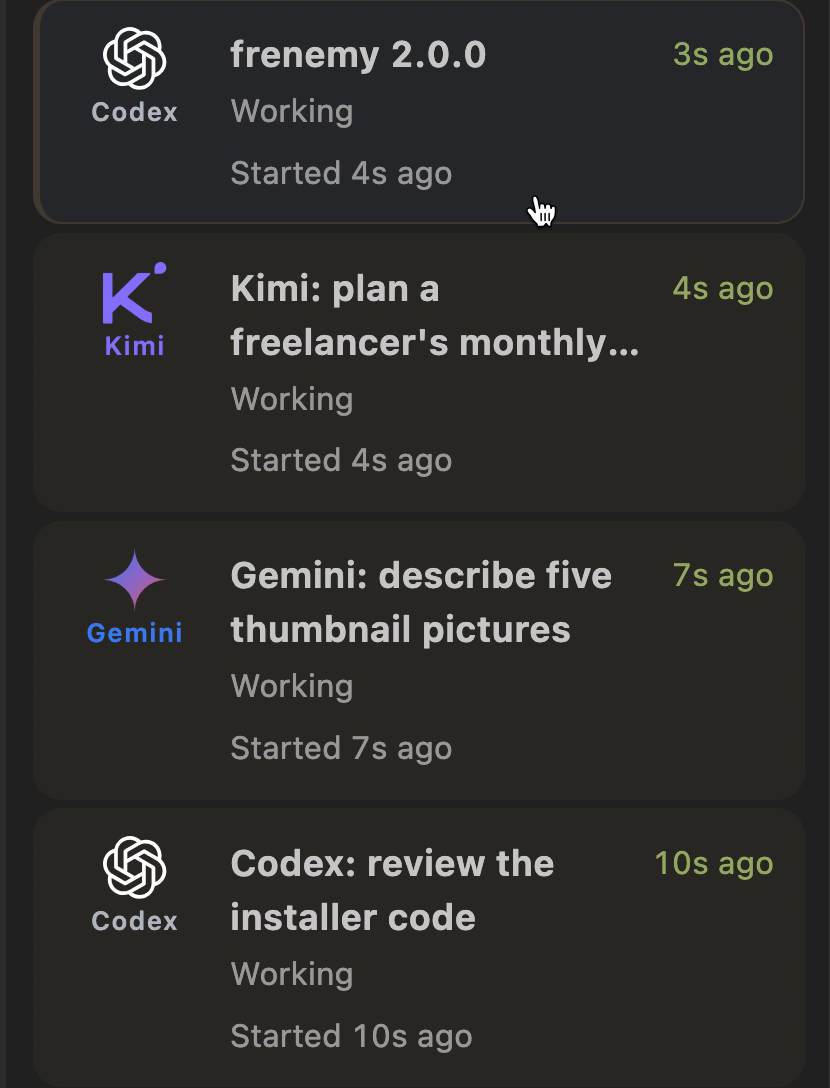 frenemy 2.0.0
3s ago
Codex
Working
Started 4s ago
Kimi: plan a
4s ago
freelancer's monthly...
Kimi
Working
Started 4s ago
Gemini: describe five
7s ago
thumbnail pictures
Gemini
Working
Started 7s ago
Codex: review the
10s ago
installer code
Codex
Working
Started 10s ago